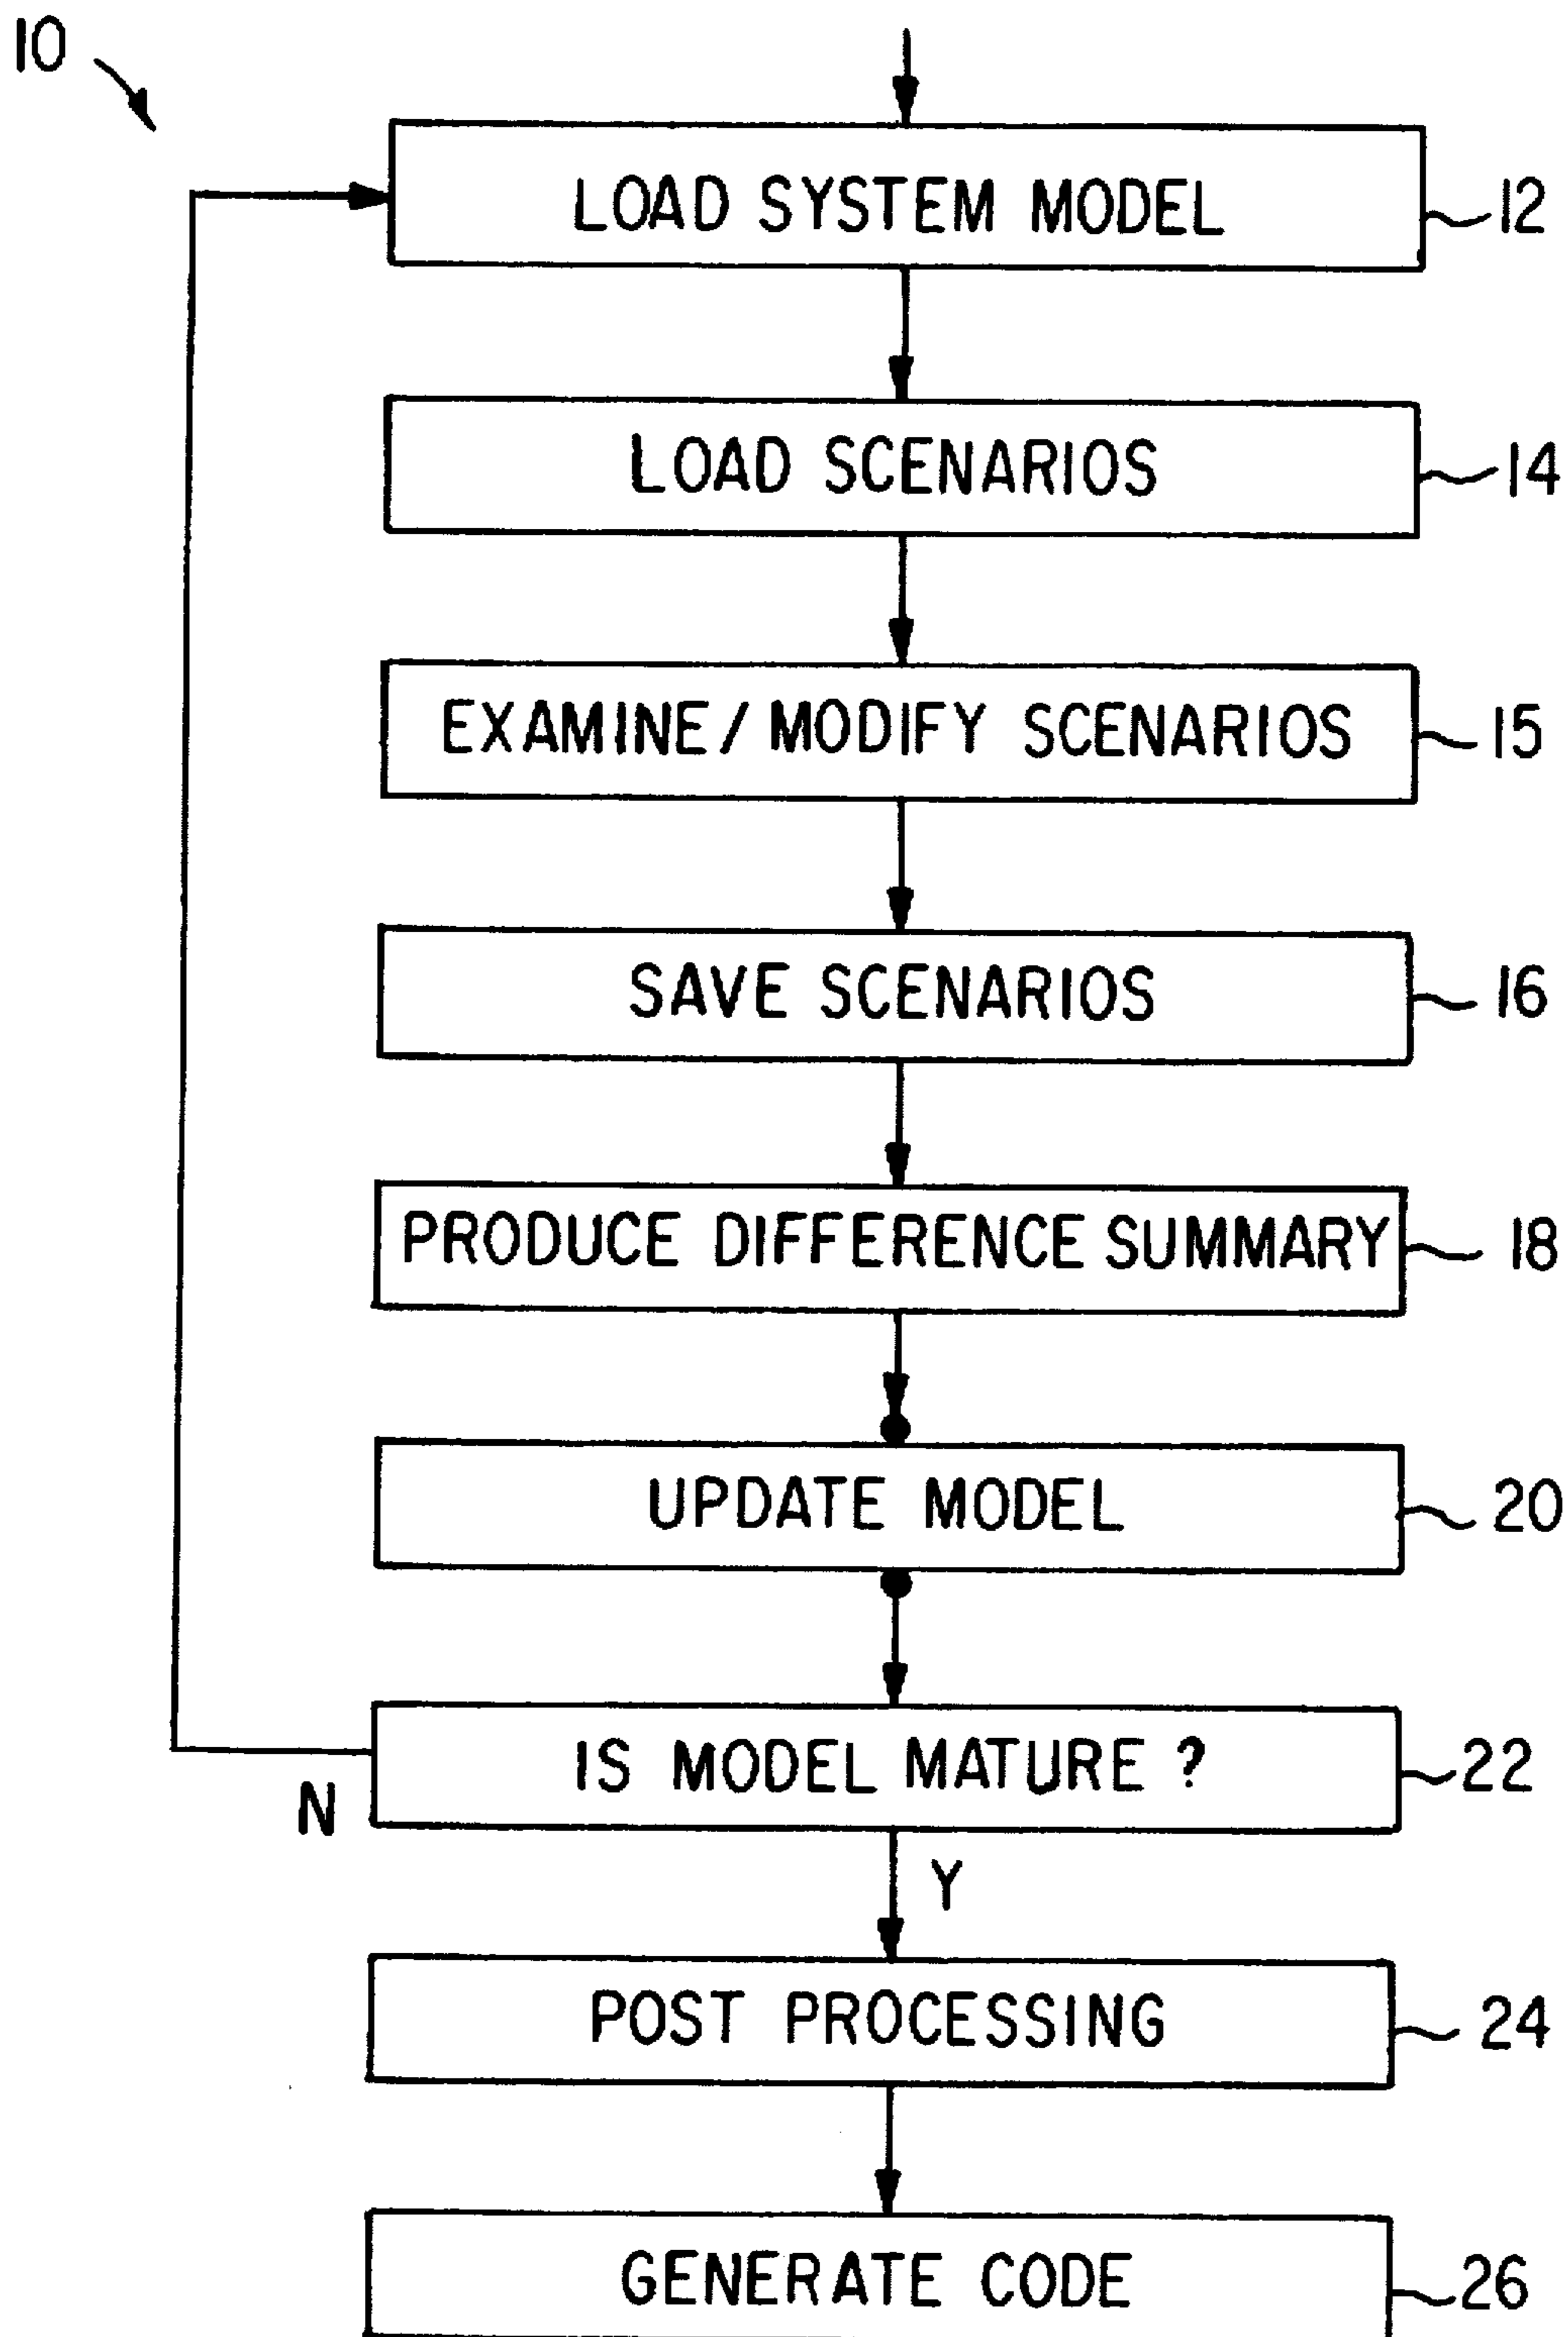 10
LOAD SYSTEM MODEL 12
LOAD SCENARIOS 14
EXAMINE/MODIFY SCENARIOS 15
SAVE SCENARIOS 16
PRODUCE DIFFERENCE SUMMARY 18
UPDATE MODEL 20
IS MODEL MATURE ? 22
N
Y
POST PROCESSING 24
GENERATE CODE 26